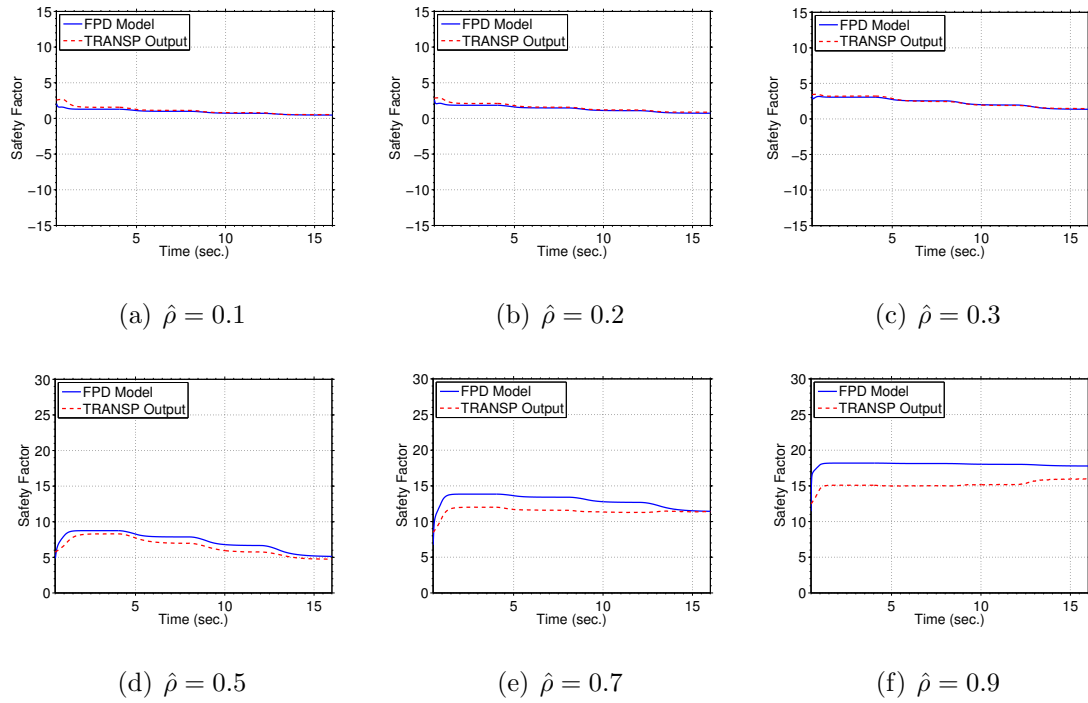 15
10
5
0
−5
−10
−15
5
10
15
Time (sec.)
Safety Factor
FPD Model
TRANSP Output
(a) ρ̂ = 0.1
15
10
5
0
−5
−10
−15
5
10
15
Time (sec.)
Safety Factor
FPD Model
TRANSP Output
(b) ρ̂ = 0.2
15
10
5
0
−5
−10
−15
5
10
15
Time (sec.)
Safety Factor
FPD Model
TRANSP Output
(c) ρ̂ = 0.3
30
25
20
15
10
5
0
5
10
15
Time (sec.)
Safety Factor
FPD Model
TRANSP Output
(d) ρ̂ = 0.5
30
25
20
15
10
5
0
5
10
15
Time (sec.)
Safety Factor
FPD Model
TRANSP Output
(e) ρ̂ = 0.7
30
25
20
15
10
5
0
5
10
15
Time (sec.)
Safety Factor
FPD Model
TRANSP Output
(f) ρ̂ = 0.9